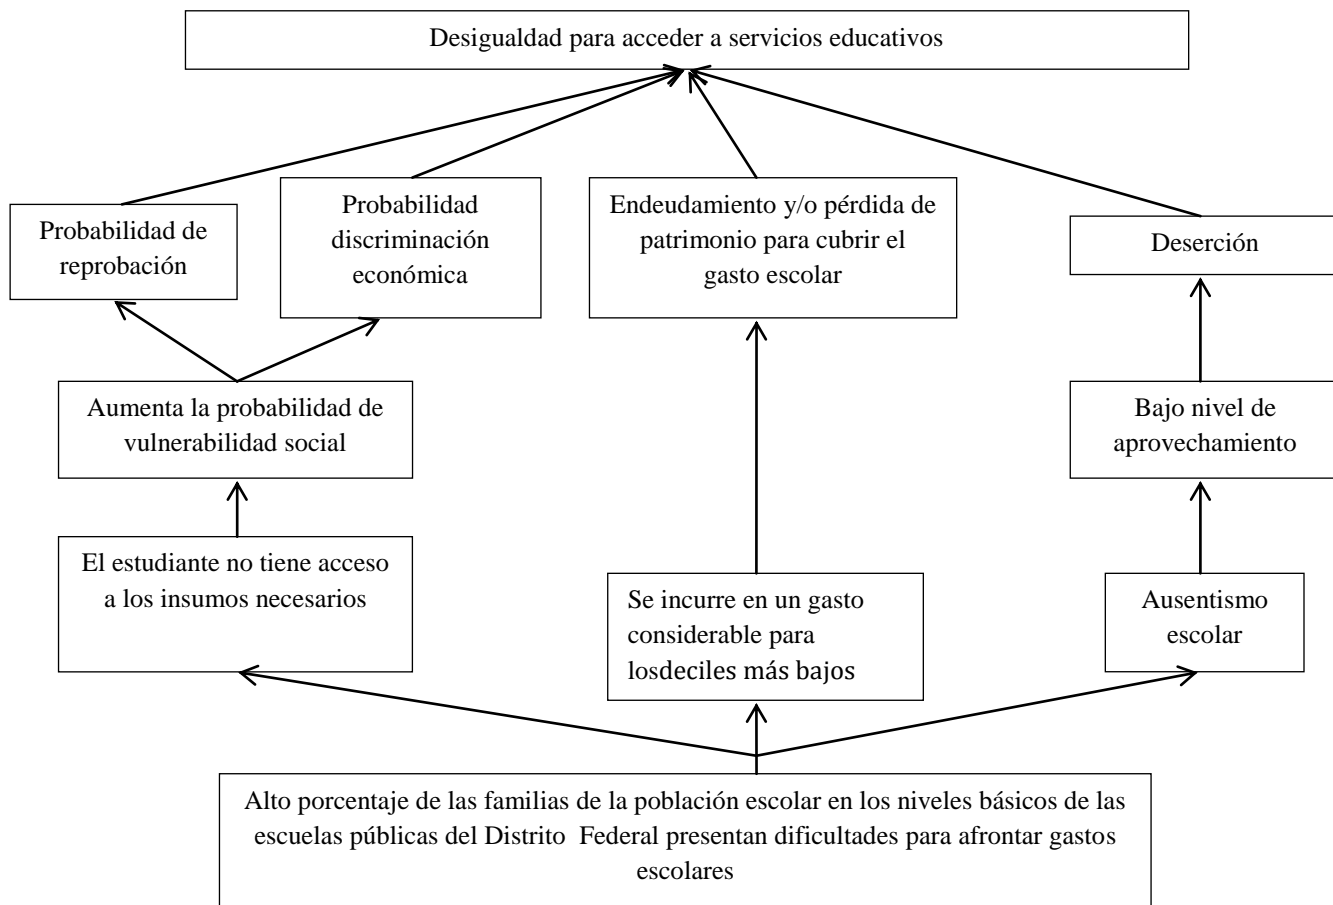 Desigualdad para acceder a servicios educativos
Probabilidad de
reprobación
Probabilidad
discriminación
económica
Endeudamiento y/o pérdida de
patrimonio para cubrir el
gasto escolar
Deserción
Aumenta la probabilidad de
vulnerabilidad social
Bajo nivel de
aprovechamiento
El estudiante no tiene acceso
a los insumos necesarios
Se incurre en un gasto
considerable para
losdeciles más bajos
Ausentismo
escolar
Alto porcentaje de las familias de la población escolar en los niveles básicos de las
escuelas públicas del Distrito  Federal presentan dificultades para afrontar gastos
escolares